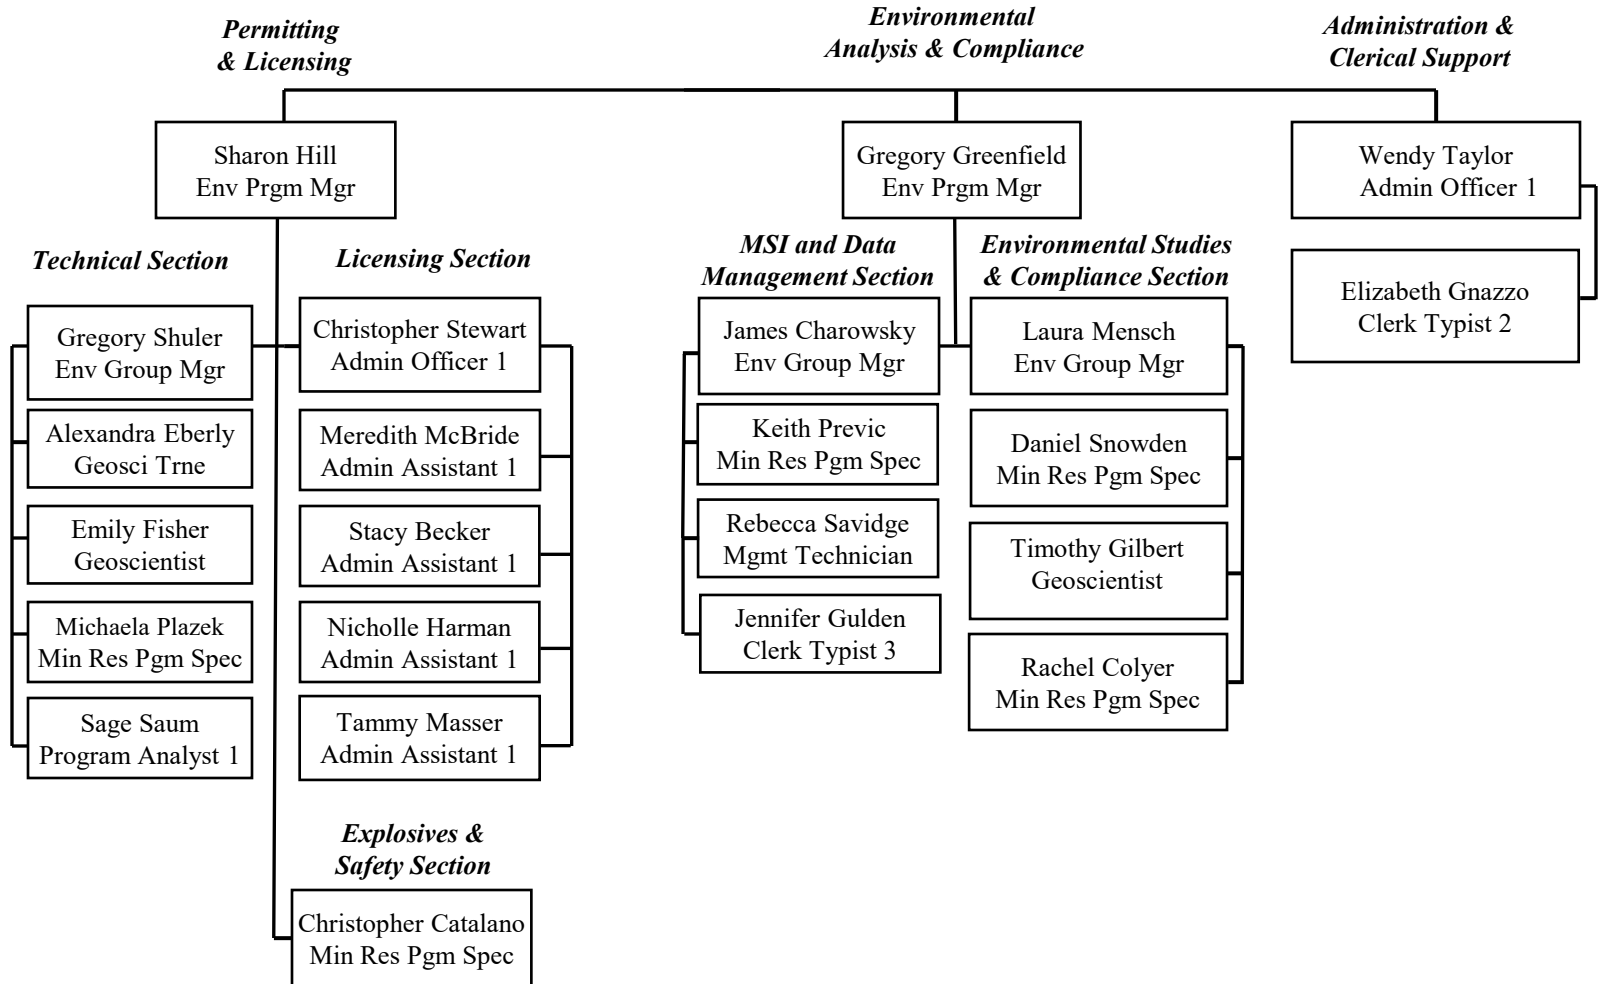 Permitting
& Licensing
Environmental
Analysis & Compliance
Administration &
Clerical Support
Sharon Hill
Env Prgm Mgr
Gregory Greenfield
Env Prgm Mgr
Wendy Taylor
Admin Officer 1
Elizabeth Gnazzo
Clerk Typist 2
Technical Section
Gregory Shuler
Env Group Mgr
Alexandra Eberly
Geosci Trne
Emily Fisher
Geoscientist
Michaela Plazek
Min Res Pgm Spec
Sage Saum
Program Analyst 1
Licensing Section
Christopher Stewart
Admin Officer 1
Meredith McBride
Admin Assistant 1
Stacy Becker
Admin Assistant 1
Nicholle Harman
Admin Assistant 1
Tammy Masser
Admin Assistant 1
Explosives &
Safety Section
Christopher Catalano
Min Res Pgm Spec
MSI and Data
Management Section
James Charowsky
Env Group Mgr
Keith Previc
Min Res Pgm Spec
Rebecca Savidge
Mgmt Technician
Jennifer Gulden
Clerk Typist 3
Environmental Studies
& Compliance Section
Laura Mensch
Env Group Mgr
Daniel Snowden
Min Res Pgm Spec
Timothy Gilbert
Geoscientist
Rachel Colyer
Min Res Pgm Spec